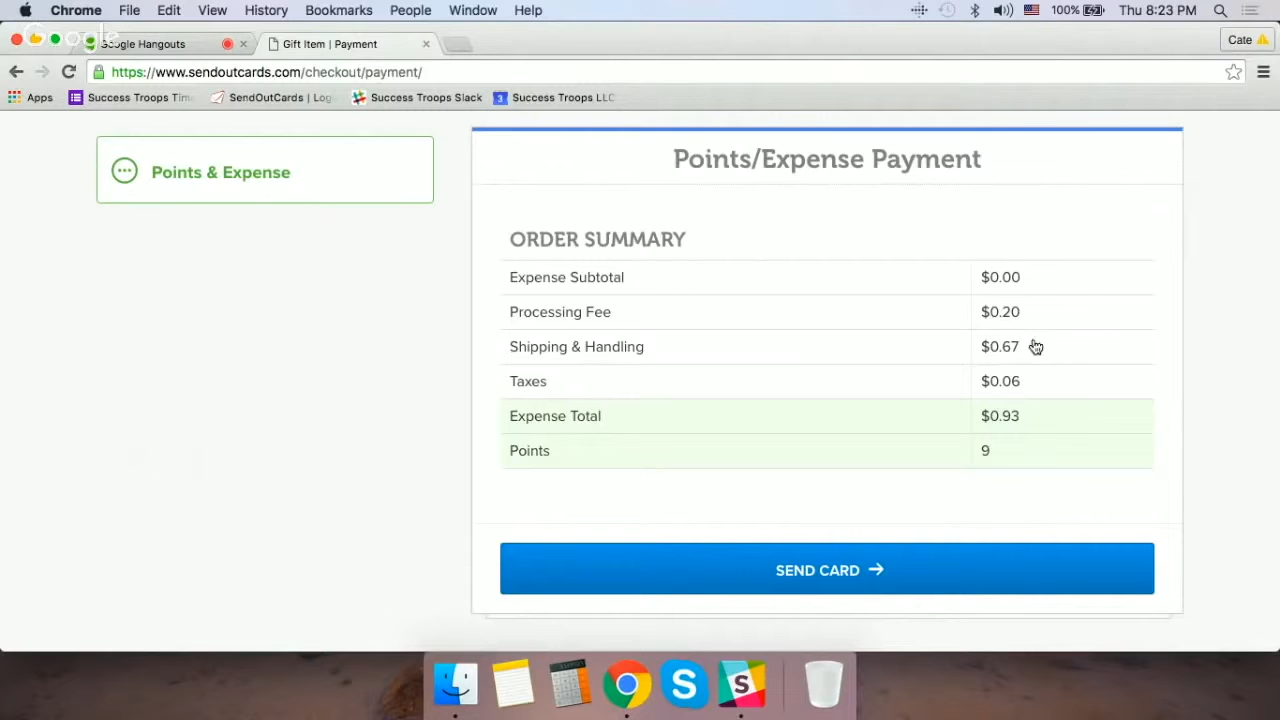 Chrome File Edit View History Bookmarks People Window Help 100% Thu 8:23 PM
Google Hangouts Gift Item | Payment Cate
https://www.sendoutcards.com/checkout/payment/
Apps Success Troops Tim SendOutCards | Log Success Troops Slack 3 Success Troops LLC
Points & Expense
Points/Expense Payment
ORDER SUMMARY
Expense Subtotal $0.00
Processing Fee $0.20
Shipping & Handling $0.67
Taxes $0.06
Expense Total $0.93
Points 9
SEND CARD →